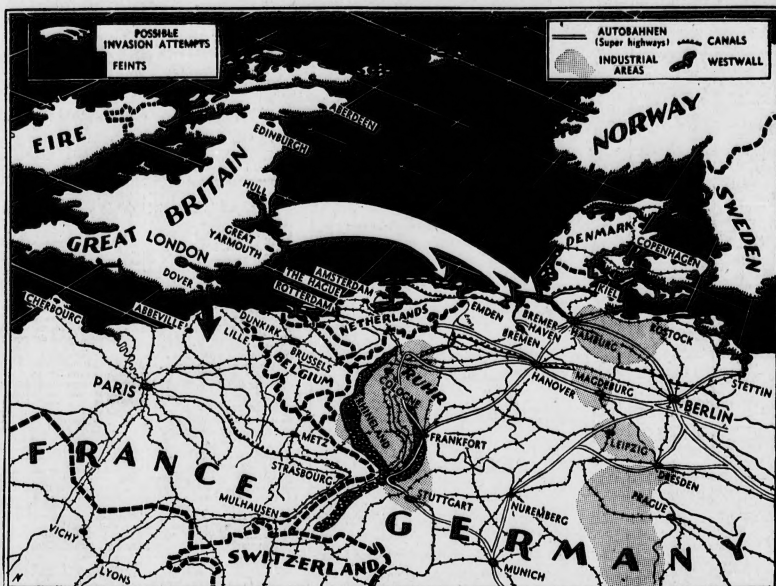 POSSIBLE
INVASION ATTEMPTS
FEINTS
AUTOBAHNEN
(Super highways)
INDUSTRIAL
AREAS
CANALS
WESTWALL
EIRE
ABERDEEN
EDINBURGH
GREAT BRITAIN
HULL
GREAT
YARMOUTH
LONDON
DOVER
NORWAY
SWEDEN
DENMARK
COPENHAGEN
KIEL
AMSTERDAM
THE HAGUE
ROTTERDAM
NETHERLANDS
EMDEN
BREMER
HAVEN
BREMEN
HAMBURG
ROSTOCK
STETTIN
CHERBOURG
ABBEVILLE
DUNKIRK
LILLE
BRUSSELS
BELGIUM
RUHR
COLOGNE
RHINELAND
HANOVER
MAGDEBURG
BERLIN
PARIS
METZ
FRANKFORT
LEIPZIG
DRESDEN
FRANCE
STRASBOURG
STUTTGART
MULHAUSEN
NUREMBERG
PRAGUE
GERMANY
VICHY
LYONS
SWITZERLAND
MUNICH
N